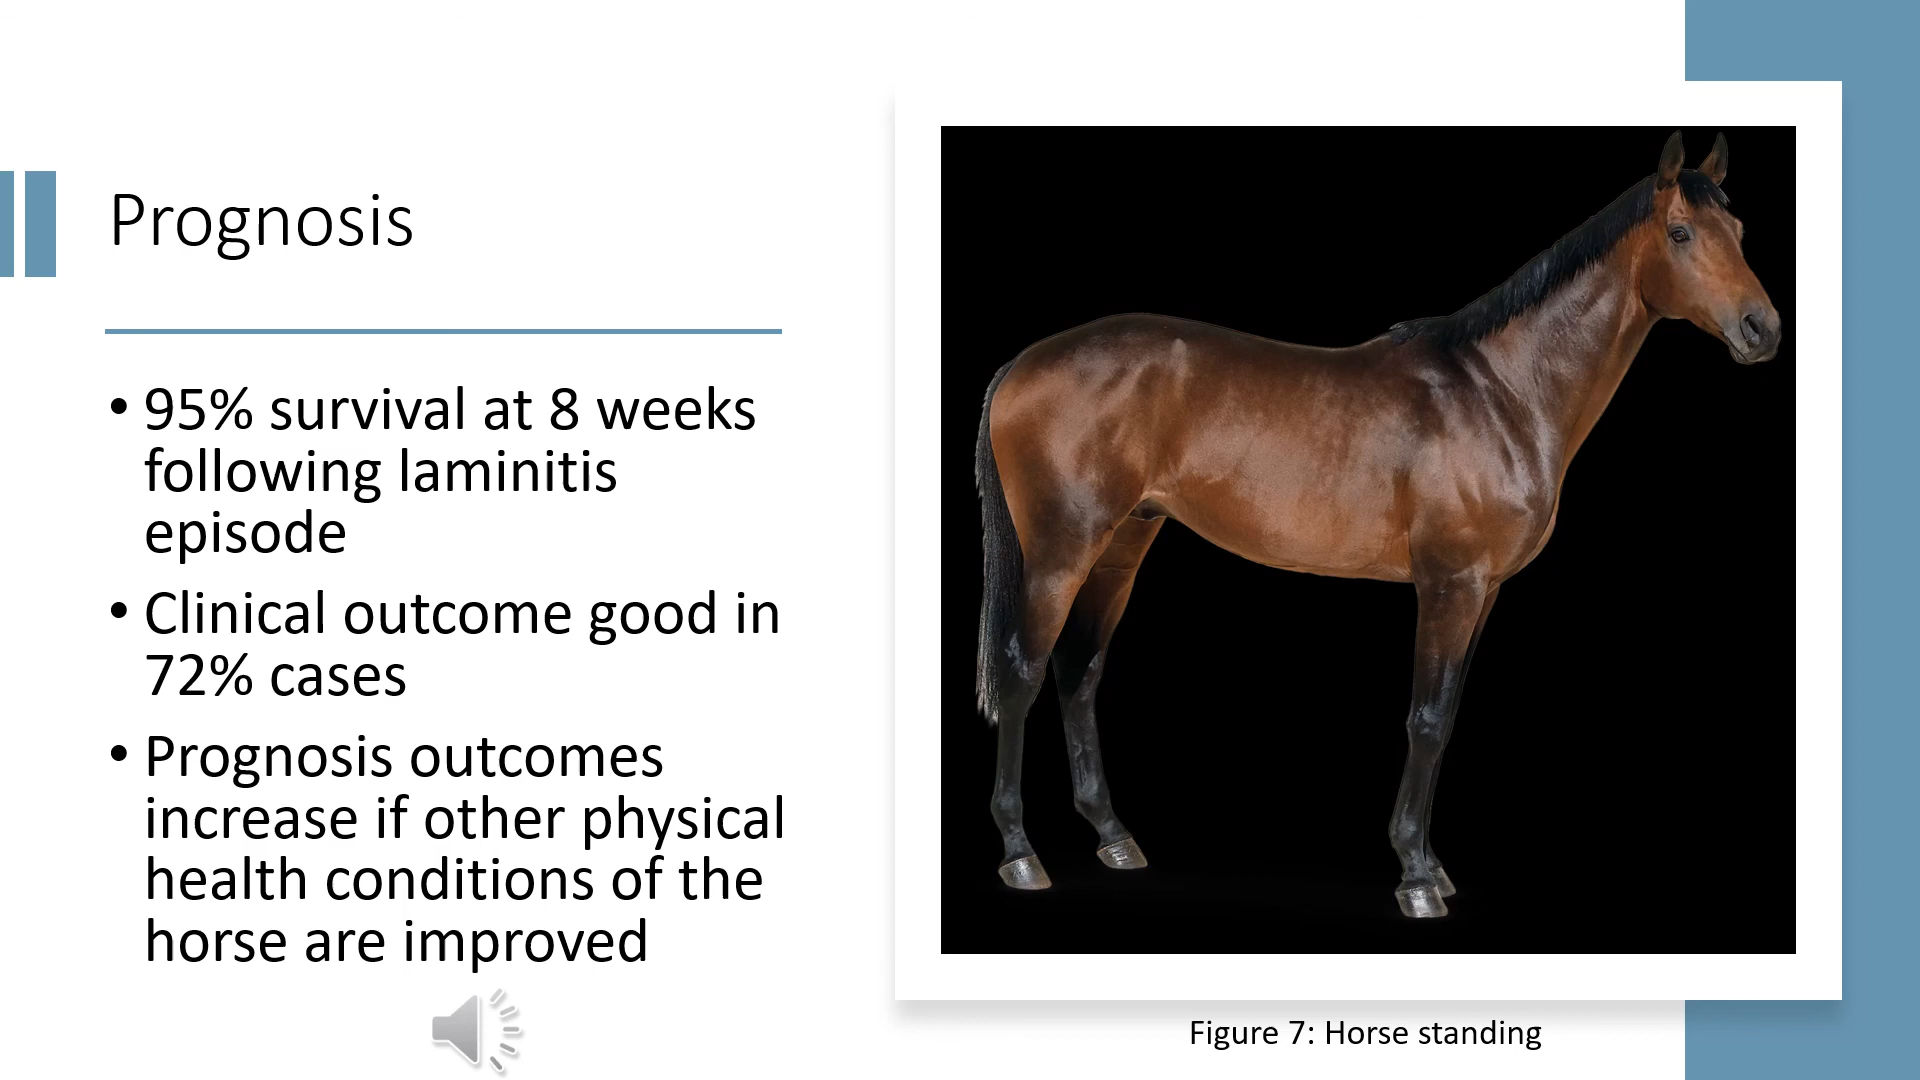 Prognosis
• 95% survival at 8 weeks
following laminitis
episode
• Clinical outcome good in
72% cases
• Prognosis outcomes
increase if other physical
health conditions of the
horse are improved
Figure 7: Horse standing